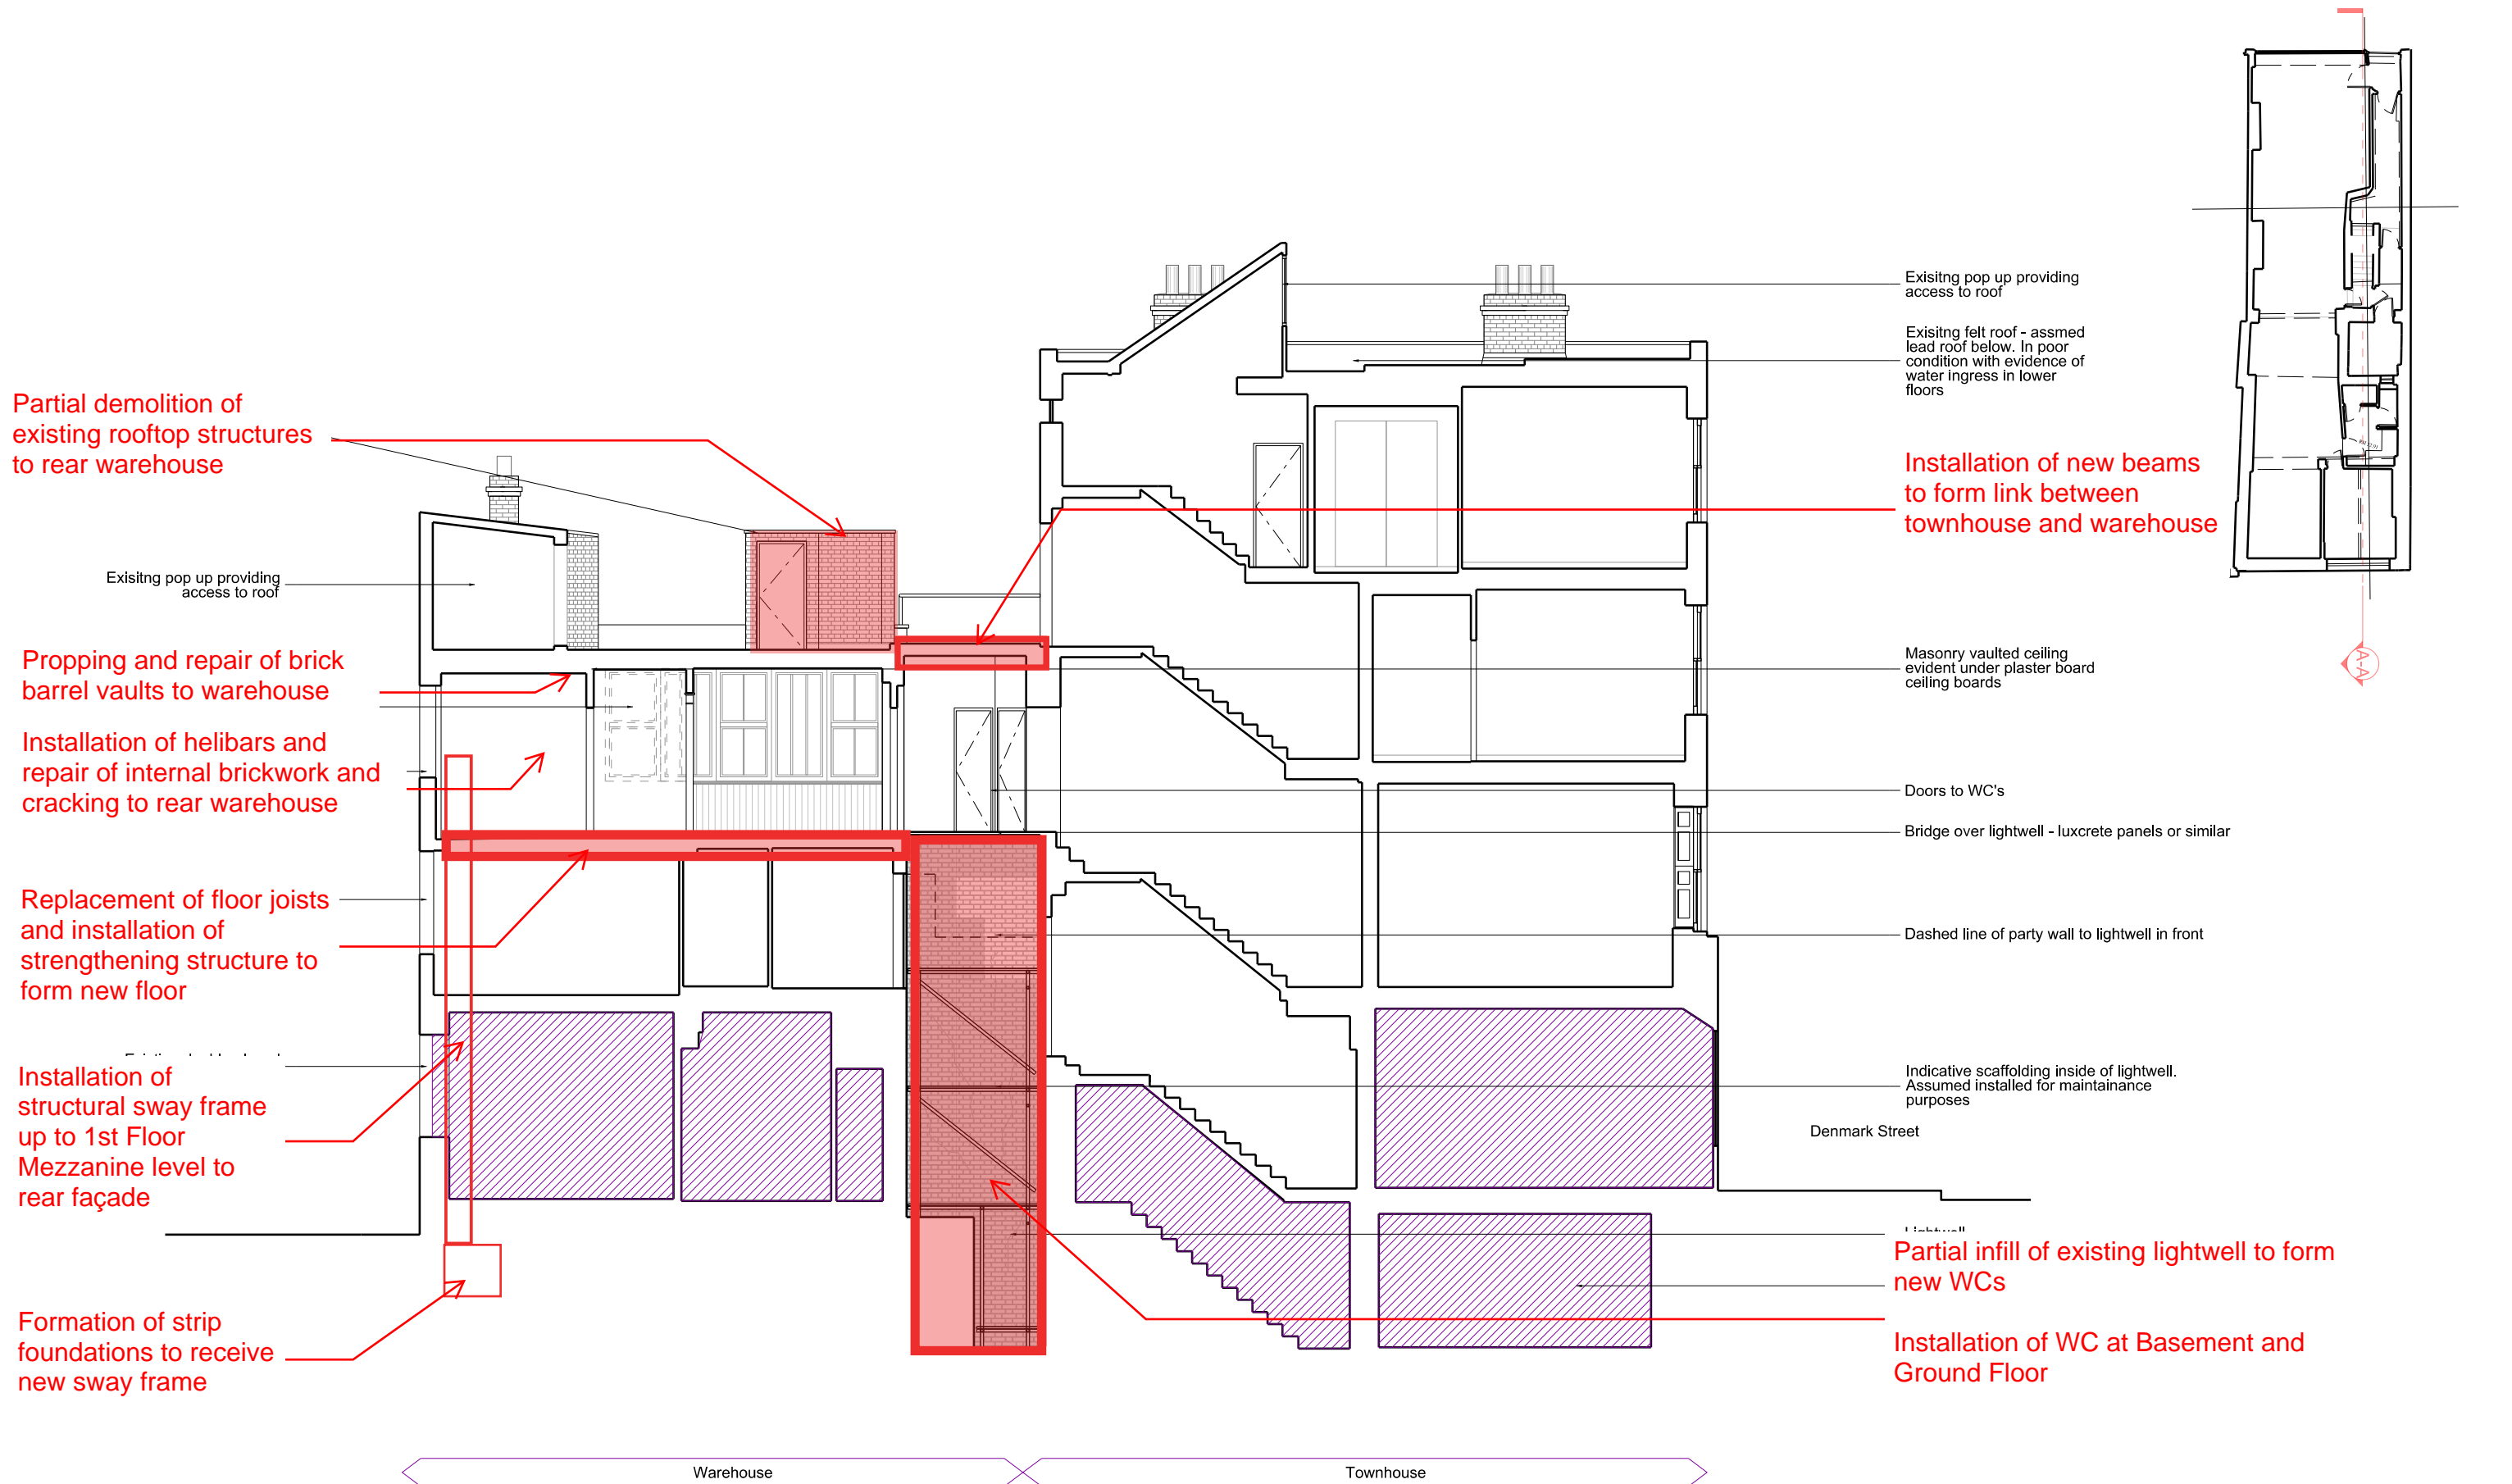 Partial demolition of
existing rooftop structures
to rear warehouse
Exisitng pop up providing
access to roof
Propping and repair of brick
barrel vaults to warehouse
Installation of helibars and
repair of internal brickwork and
cracking to rear warehouse
Replacement of floor joists
and installation of
strengthening structure to
form new floor
Installation of
structural sway frame
up to 1st Floor
Mezzanine level to
rear façade
Formation of strip
foundations to receive
new sway frame
Exisitng pop up providing
access to roof
Exisitng felt roof - assmed
lead roof below. In poor
condition with evidence of
water ingress in lower
floors
Installation of new beams
to form link between
townhouse and warehouse
Masonry vaulted ceiling
evident under plaster board
ceiling boards
Doors to WC's
Bridge over lightwell - luxcrete panels or similar
Dashed line of party wall to lightwell in front
Indicative scaffolding inside of lightwell.
Assumed installed for maintainance
purposes
Denmark Street
Lightwell
Partial infill of existing lightwell to form
new WCs
Installation of WC at Basement and
Ground Floor
A-A
Warehouse
Townhouse